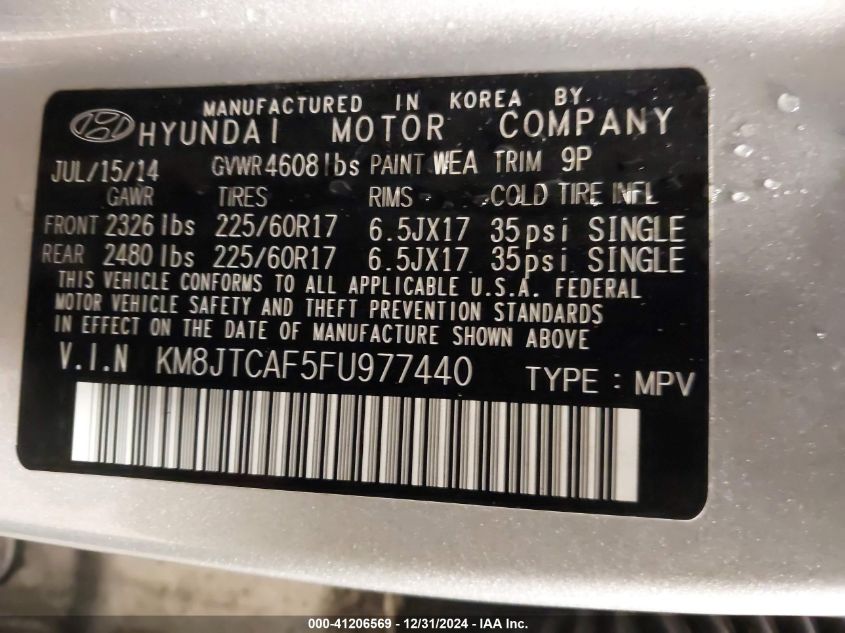 MANUFACTURED IN KOREA BY
HYUNDAI MOTOR COMPANY
JUL/15/14 GVWR 4608 lbs PAINT WEA TRIM 9P
GAWR TIRES RIMS COLD TIRE INFL
FRONT 2326 lbs 225/60R17 6.5JX17 35psi SINGLE
REAR 2480 lbs 225/60R17 6.5JX17 35psi SINGLE
THIS VEHICLE CONFORMS TO ALL APPLICABLE U.S.A. FEDERAL
MOTOR VEHICLE SAFETY AND THEFT PREVENTION STANDARDS
IN EFFECT ON THE DATE OF MANUFACTURE SHOWN ABOVE
V.I.N KM8JTCAF5FU977440 TYPE : MPV
000-41206569 - 12/31/2024 - IAA Inc.